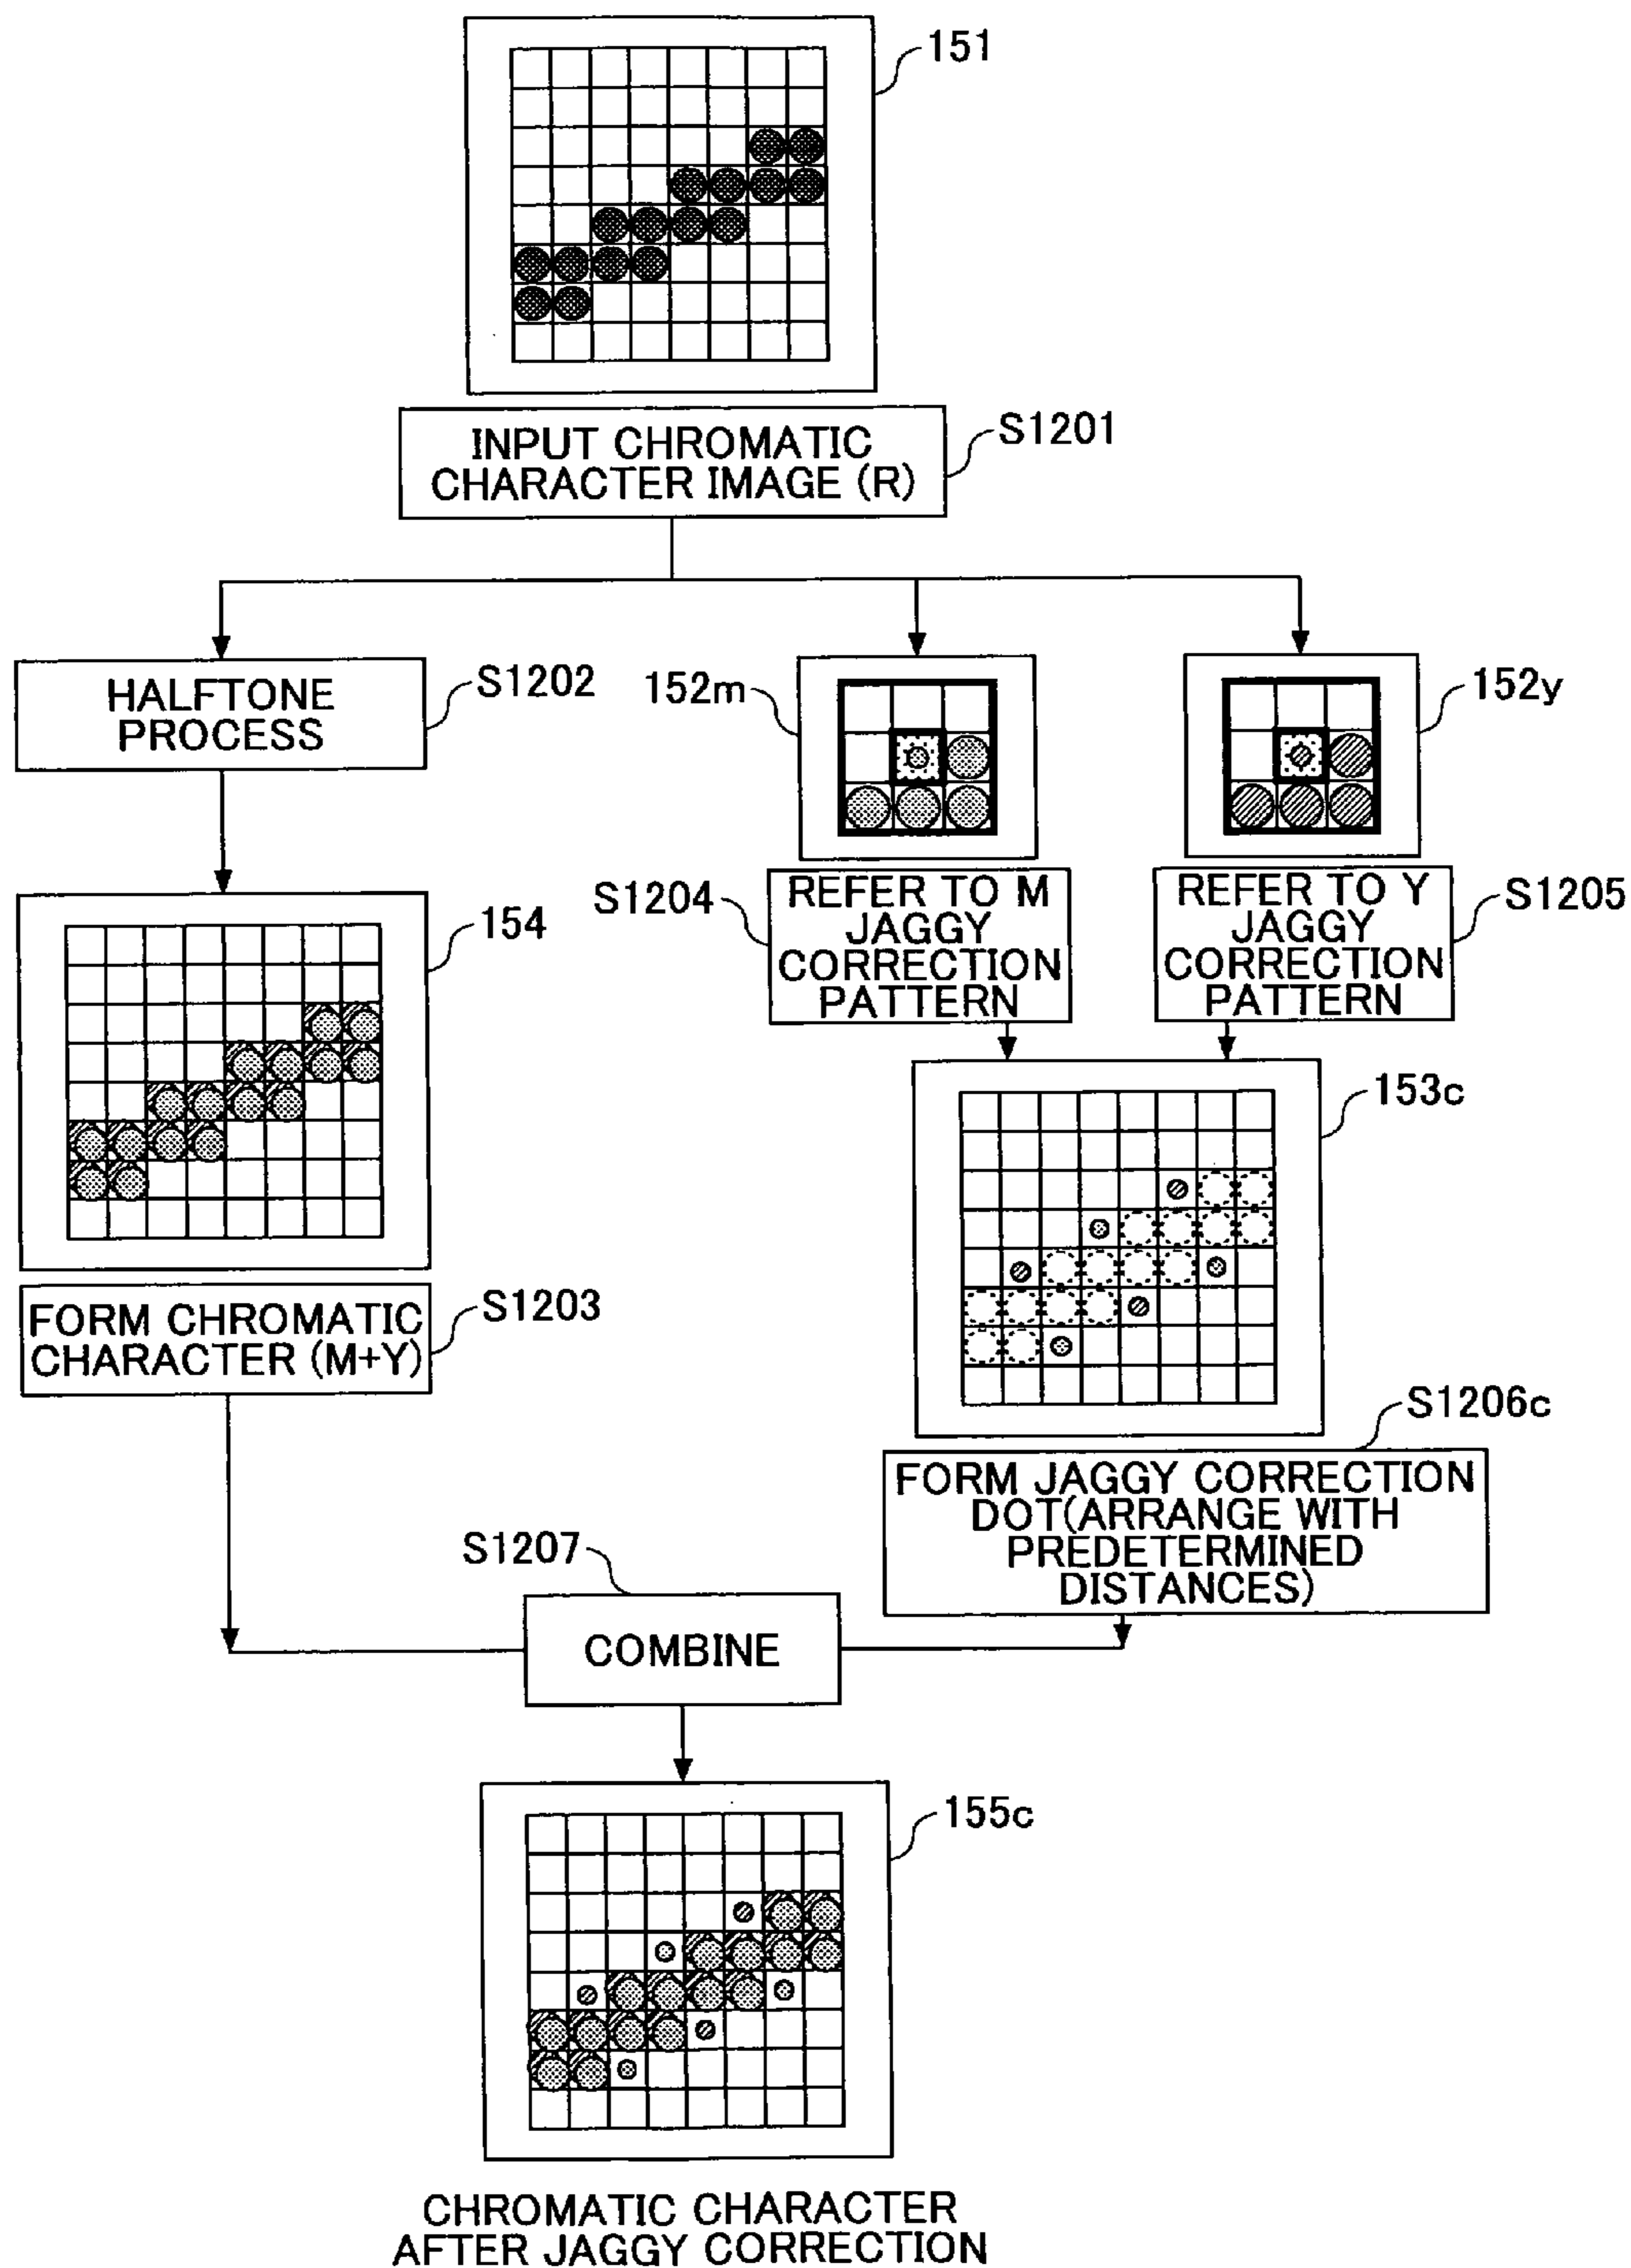 151
INPUT CHROMATIC
CHARACTER IMAGE (R)
S1201
HALFTONE
PROCESS
S1202
152m
152y
S1204
REFER TO M
JAGGY
CORRECTION
PATTERN
REFER TO Y
JAGGY
CORRECTION
PATTERN
S1205
154
153c
FORM CHROMATIC
CHARACTER (M+Y)
S1203
S1206c
FORM JAGGY CORRECTION
DOT(ARRANGE WITH
PREDETERMINED
DISTANCES)
S1207
COMBINE
155c
CHROMATIC CHARACTER
AFTER JAGGY CORRECTION